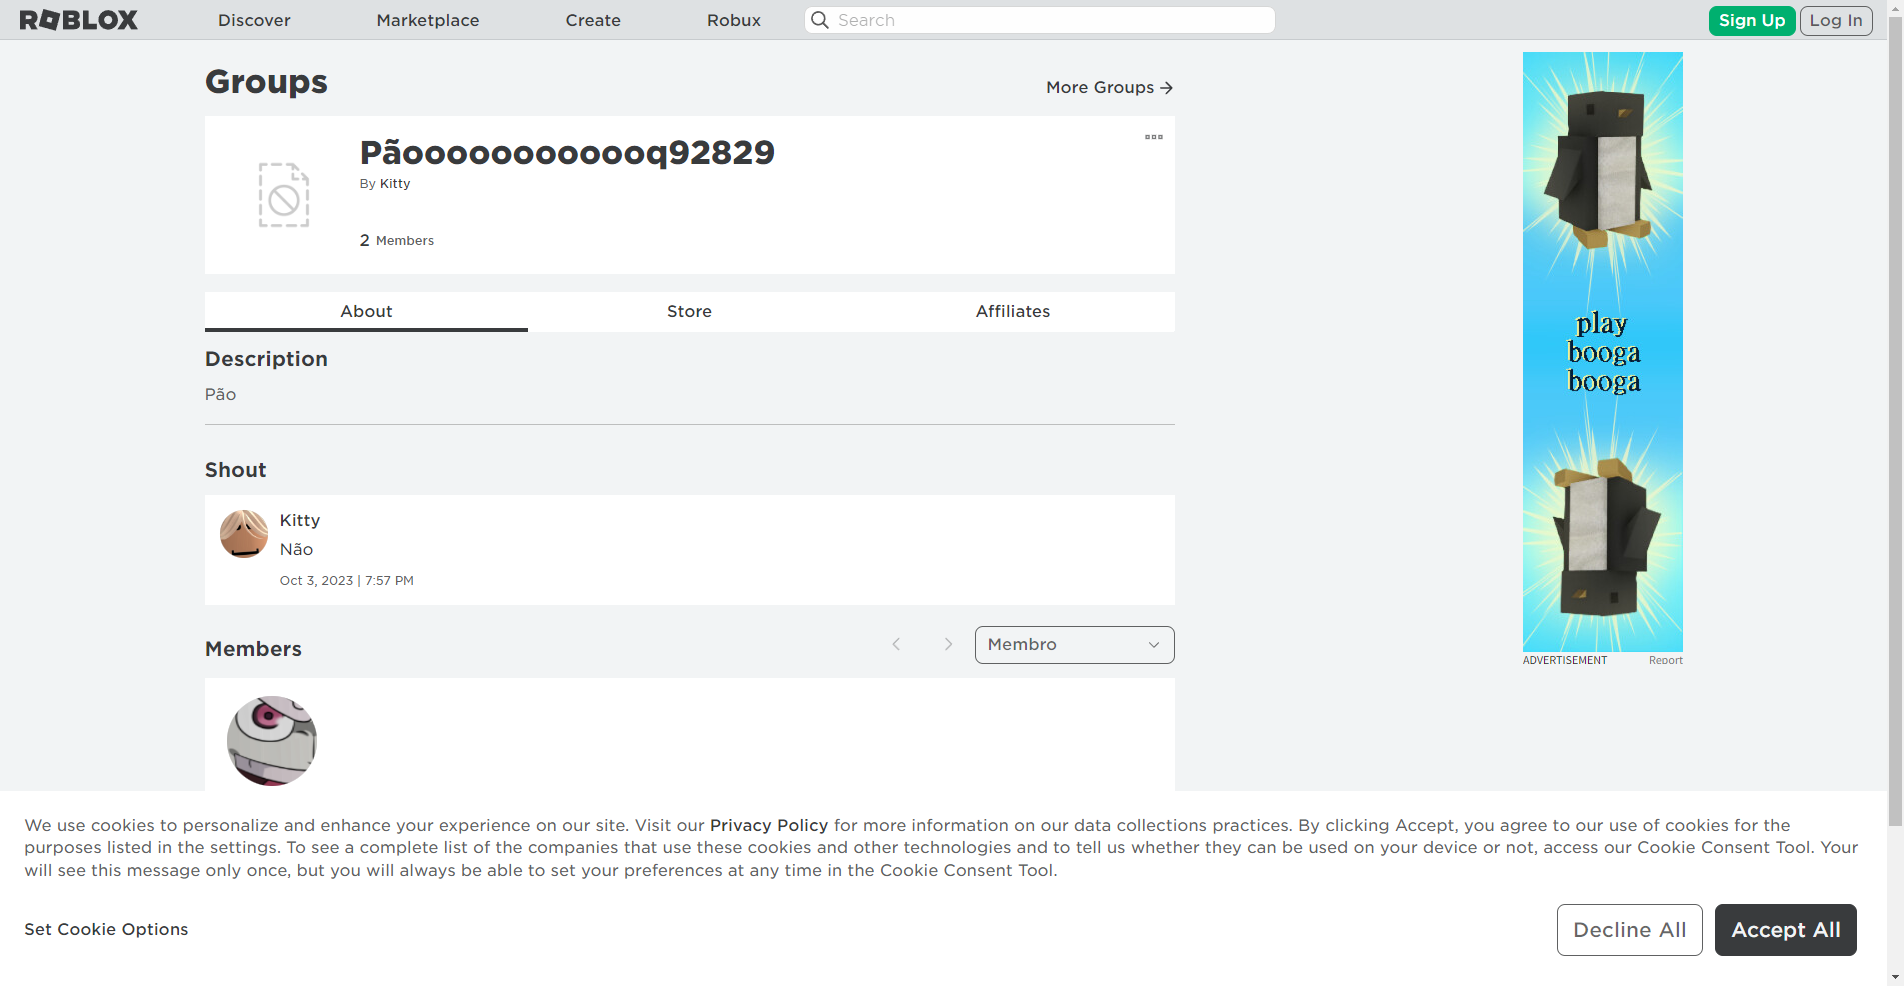 ROBLOX
Discover
Marketplace
Create
Robux
Search
Sign Up
Log In
Groups
More Groups
Pãooooooooooooq92829
By Kitty
2 Members
About
Store
Affiliates
Description
Pão
Shout
Kitty
Não
Oct 3, 2023 | 7:57 PM
Members
Membro
play
booga
booga
ADVERTISEMENT
Report
We use cookies to personalize and enhance your experience on our site. Visit our Privacy Policy for more information on our data collections practices. By clicking Accept, you agree to our use of cookies for the
purposes listed in the settings. To see a complete list of the companies that use these cookies and other technologies and to tell us whether they can be used on your device or not, access our Cookie Consent Tool. Your
will see this message only once, but you will always be able to set your preferences at any time in the Cookie Consent Tool.
Set Cookie Options
Decline All
Accept All